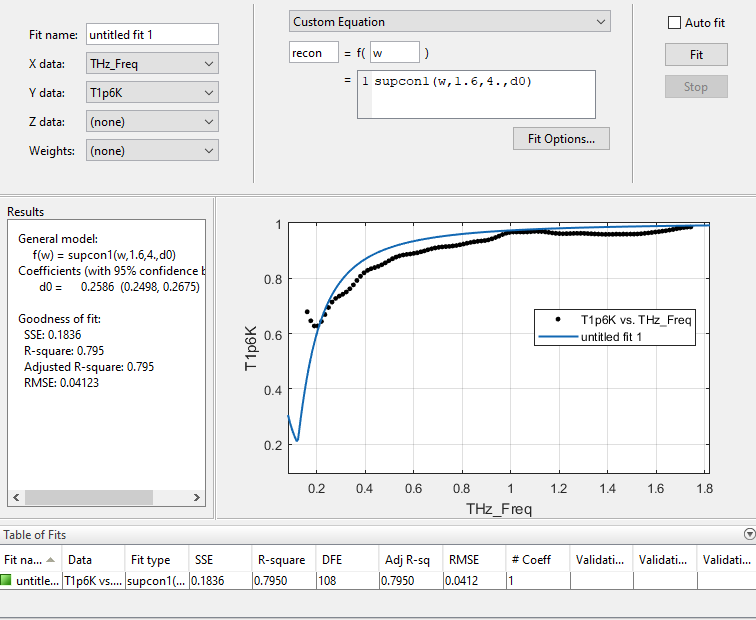 Fit name: untitled fit 1
X data: THz_Freq
Y data: T1p6K
Z data: (none)
Weights: (none)
Custom Equation
recon = f( w )
= 1 supcon1(w,1.6,4.,d0)
Fit Options...
Auto fit
Fit
Stop
Results
General model:
f(w) = supcon1(w,1.6,4.,d0)
Coefficients (with 95% confidence b
d0 = 0.2586 (0.2498, 0.2675)
Goodness of fit:
SSE: 0.1836
R-square: 0.795
Adjusted R-square: 0.795
RMSE: 0.04123
1
0.8
0.6
0.4
0.2
T1p6K
T1p6K vs. THz_Freq
untitled fit 1
0.2 0.4 0.6 0.8 1 1.2 1.4 1.6 1.8
THz_Freq
Table of Fits
Fit na... Data Fit type SSE R-square DFE Adj R-sq RMSE # Coeff Validati... Validati... Validati...
untitle... T1p6K vs.... supcon1(... 0.1836 0.7950 108 0.7950 0.0412 1